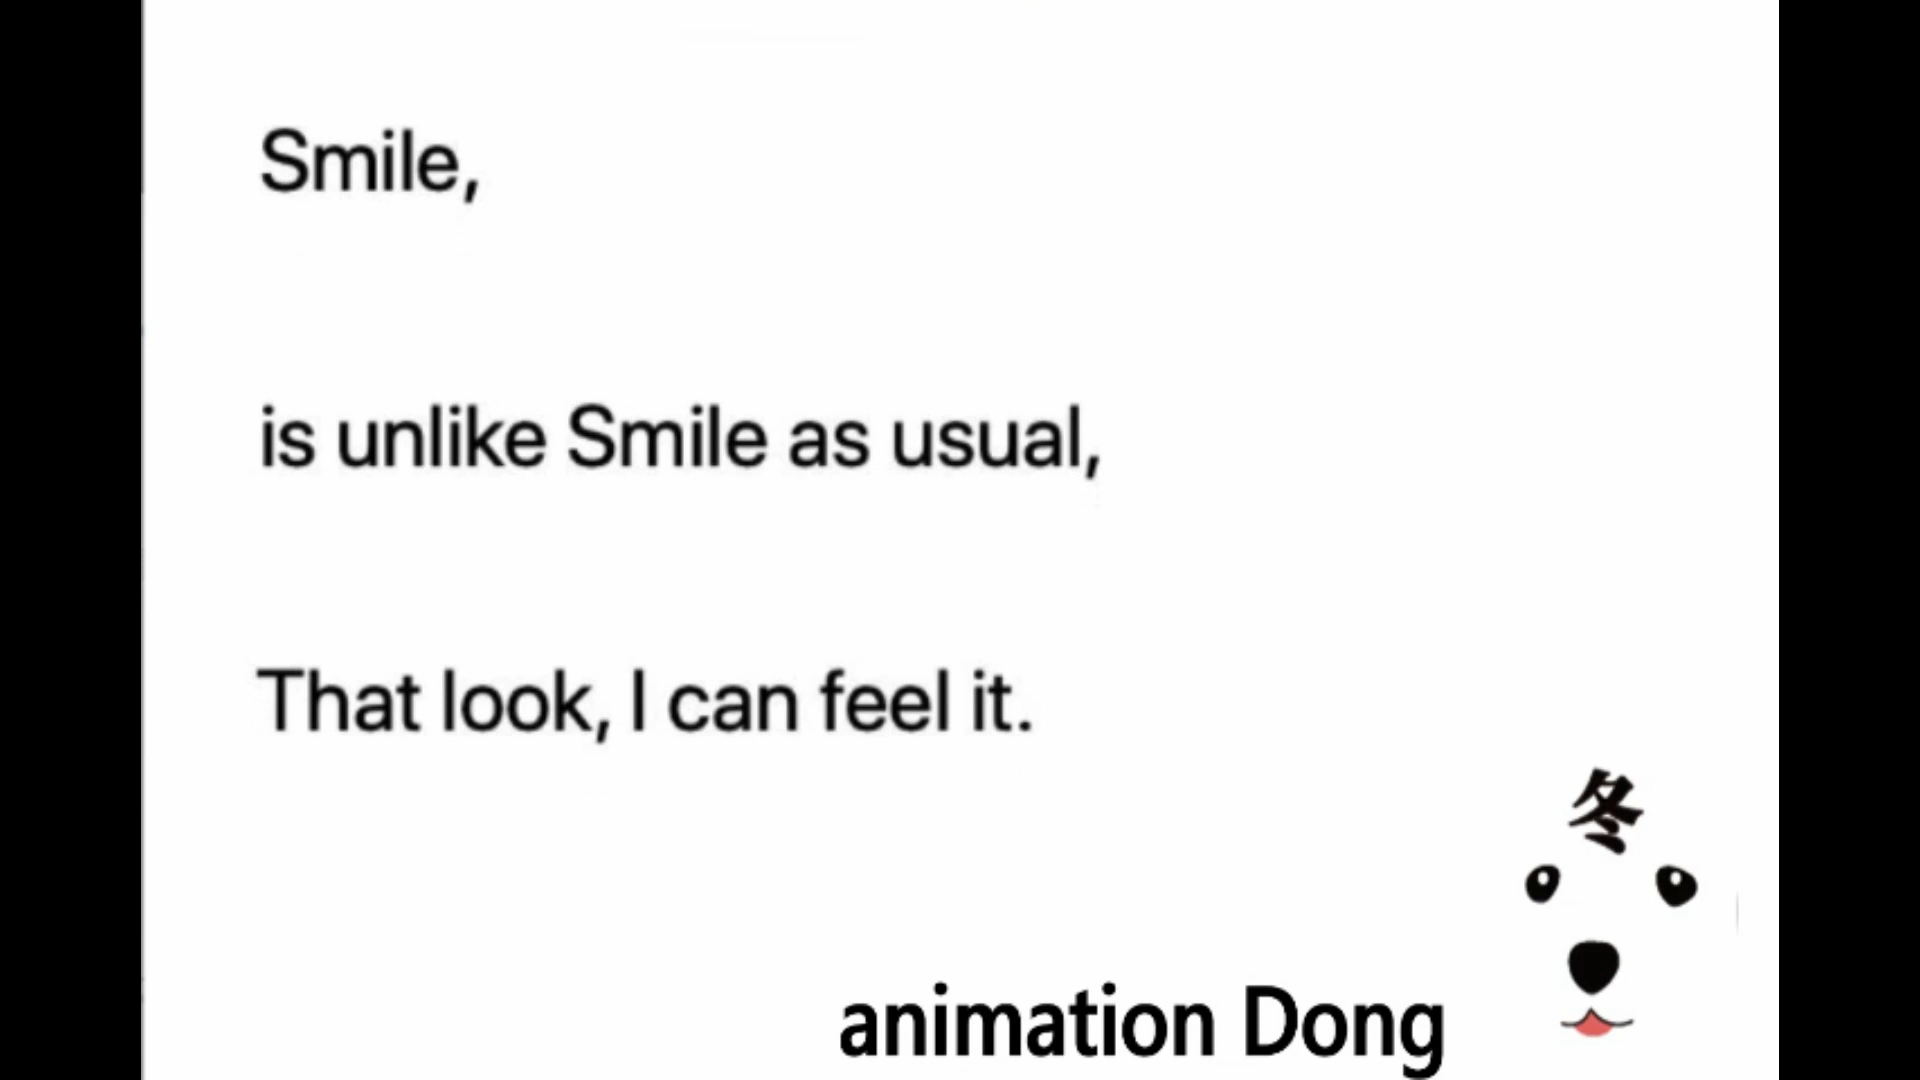 Smile,
is unlike Smile as usual,
That look, I can feel it.
冬
animation Dong